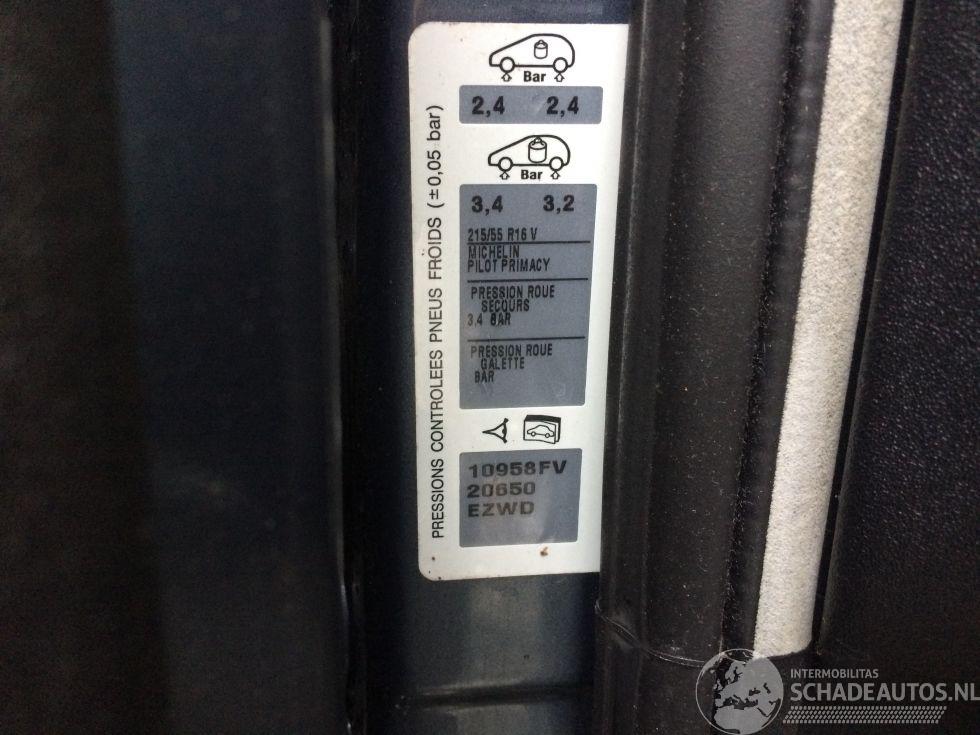 Bar
2,4 2,4
Bar
3,4 3,2
215/55 R16 V
MICHELIN
PILOT PRIMACY
PRESSION ROUE
SECOURS
3,4 BAR
PRESSION ROUE
GALETTE
BAR
10958FV
20650
EZWD
PRESSIONS CONTROLEES PNEUS FROIDS (±0,05 bar)
INTERMOBILITAS
SCHADEAUTOS.NL